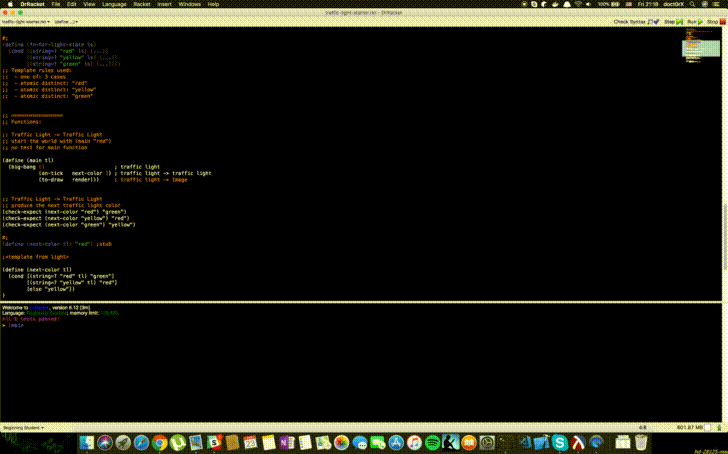 DrRacket File Edit View Language Racket Insert Windows Help 100% Fri 21:18 doctorX
traffic-light-starter.rkt - DrRacket
traffic-light-starter.rkt (define ...) Check Syntax Step Run Stop
#;
(define (fn-for-light-state ls)
(cond [(string=? "red" ls) (...)]
[(string=? "yellow" ls) (...)]
[(string=? "green" ls) (...)]))
;; Template rules used:
;; - one of: 3 cases
;; - atomic distinct: "red"
;; - atomic distinct: "yellow"
;; - atomic distinct: "green"
;; =================
;; Functions:
;; Traffic Light -> Traffic Light
;; start the world with (main "red")
;; no test for main function
(define (main tl)
(big-bang tl ; traffic light
(on-tick next-color 1) ; traffic light -> traffic light
(to-draw render))) ; traffic light -> Image
;; Traffic Light -> Traffic Light
;; produce the next traffic light color
(check-expect (next-color "red") "green")
(check-expect (next-color "yellow") "red")
(check-expect (next-color "green") "yellow")
#;
(define (next-color tl) "red") ;stub
;<template from light>
(define (next-color tl)
(cond [(string=? "red" tl) "green"]
[(string=? "yellow" tl) "red"]
[else "yellow"])
)
Welcome to DrRacket, version 6.12 [3m].
Language: Beginning Student; memory limit: 128 MB.
All 6 tests passed!
> (main
Beginning Student 4:8 601.87 MB